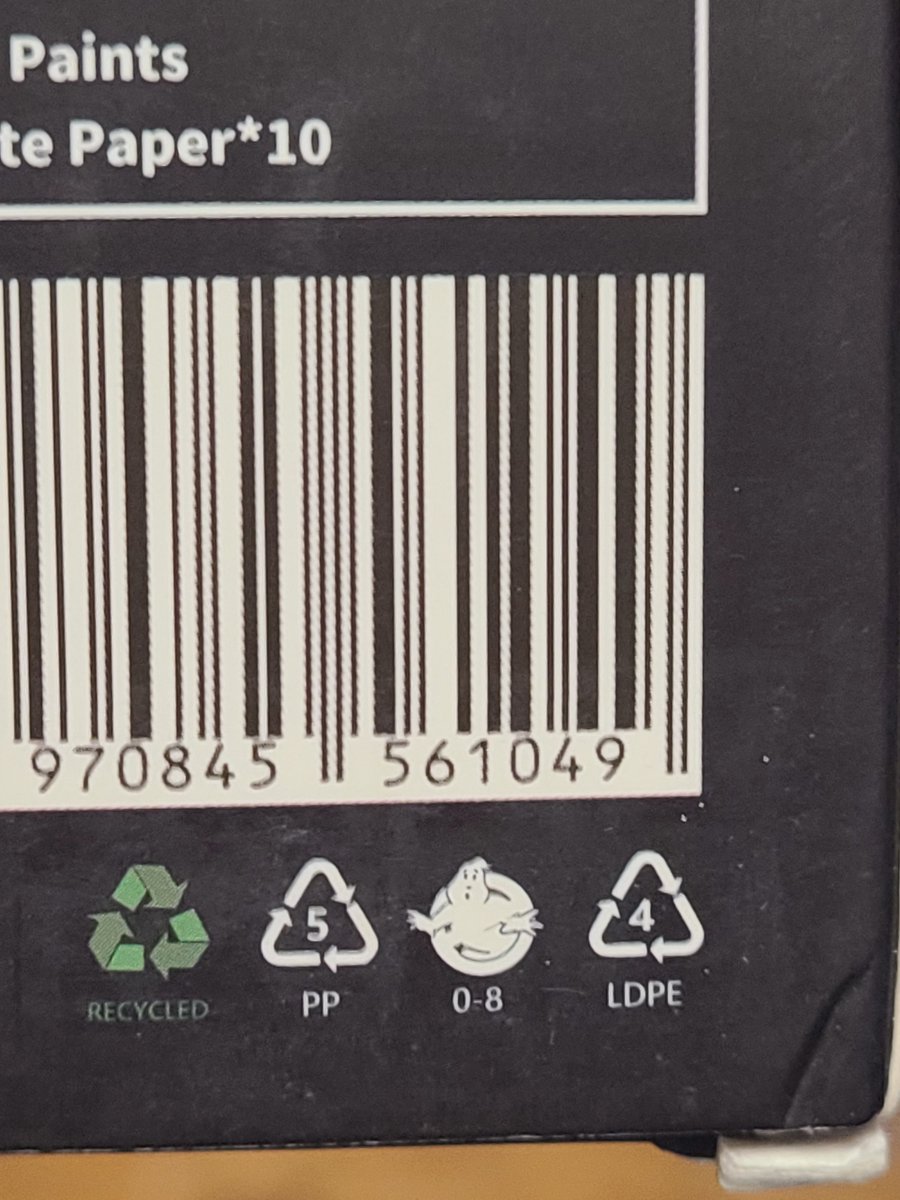 Paints
te Paper*10
970845 561049
5
4
RECYCLED
PP
0-8
LDPE